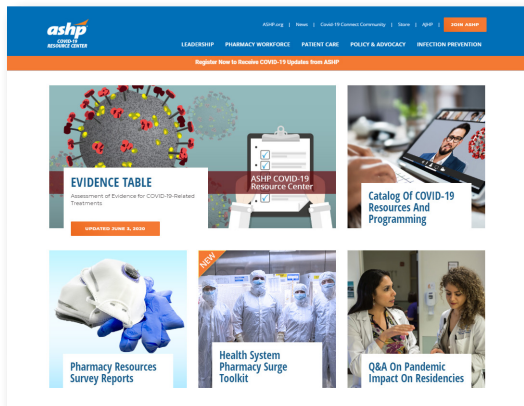 ashp
COVID-19
RESOURCE CENTER
ASHP.org | News | Covid-19 Connect Community | Store | AJHP | JOIN ASHP
LEADERSHIP PHARMACY WORKFORCE PATIENT CARE POLICY & ADVOCACY INFECTION PREVENTION
Register Now to Receive COVID-19 Updates from ASHP
ASHP COVID-19
Resource Center
EVIDENCE TABLE
Assessment of Evidence for COVID-19-Related
Treatments
UPDATED JUNE 5, 2020
Catalog Of COVID-19
Resources And
Programming
Pharmacy Resources
Survey Reports
NEW
Health System
Pharmacy Surge
Toolkit
Q&A On Pandemic
Impact On Residencies